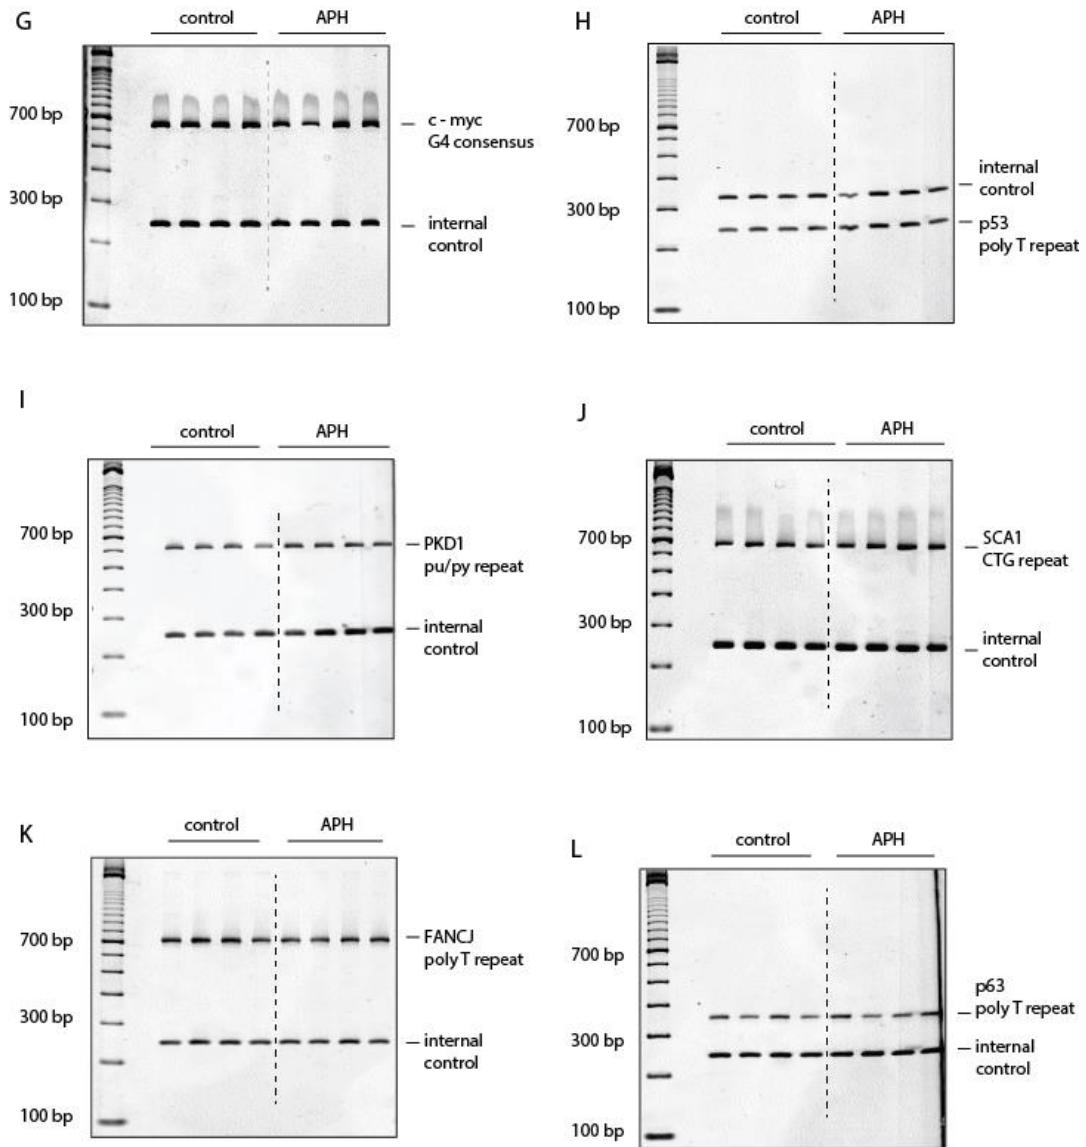 G
control APH
700 bp
c - myc
G4 consensus
300 bp
internal
control
100 bp
H
control APH
700 bp
internal
control
300 bp
p53
poly T repeat
100 bp
I
control APH
700 bp
PKD1
pu/py repeat
300 bp
internal
control
100 bp
J
control APH
700 bp
SCA1
CTG repeat
300 bp
internal
control
100 bp
K
control APH
700 bp
FANCJ
poly T repeat
300 bp
internal
control
100 bp
L
control APH
700 bp
p63
poly T repeat
300 bp
internal
control
100 bp